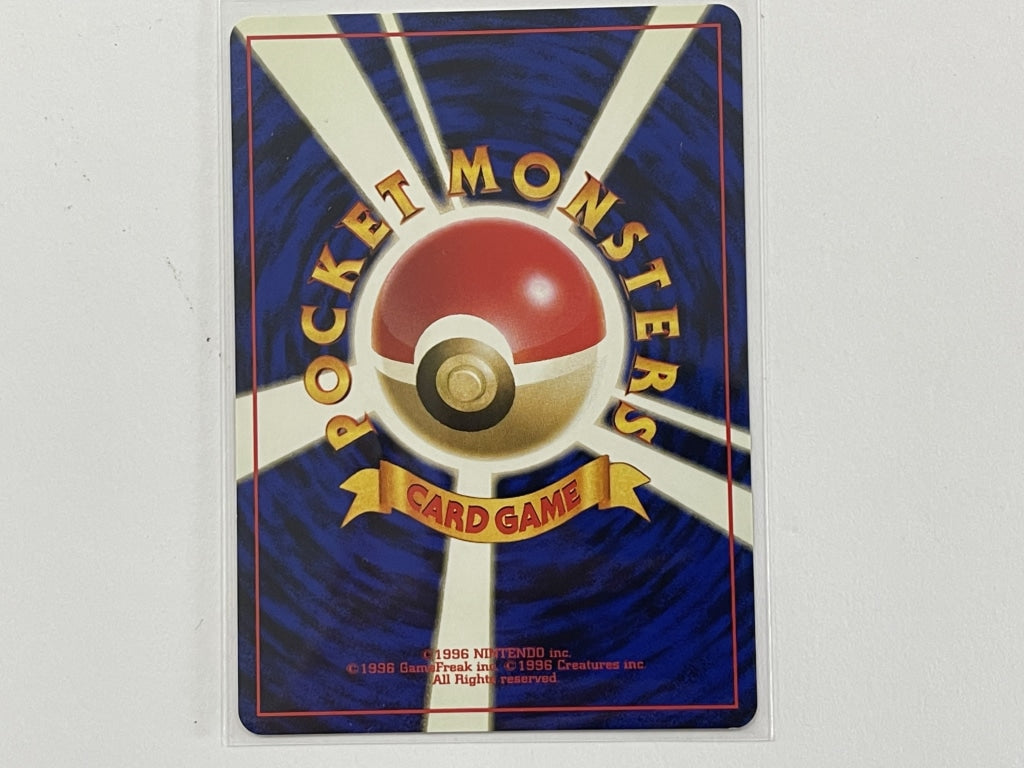 POCKET MONSTERS
CARD GAME
©1996 NINTENDO inc.
©1996 GameFreak inc. ©1996 Creatures inc.
All Rights reserved.